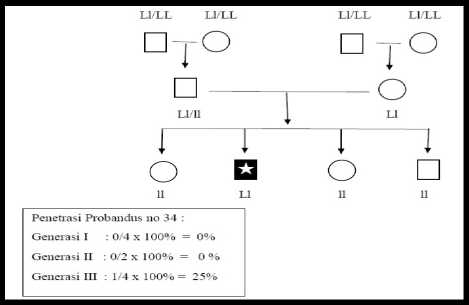 Ll/LL Ll/LL Ll/LL Ll/LL
Ll/ll Ll
ll Ll ll ll
Penetrasi Probandus no 34 :
Generasi I : 0/4 x 100% = 0%
Generasi II : 0/2 x 100% = 0 %
Generasi III : 1/4 x 100% = 25%